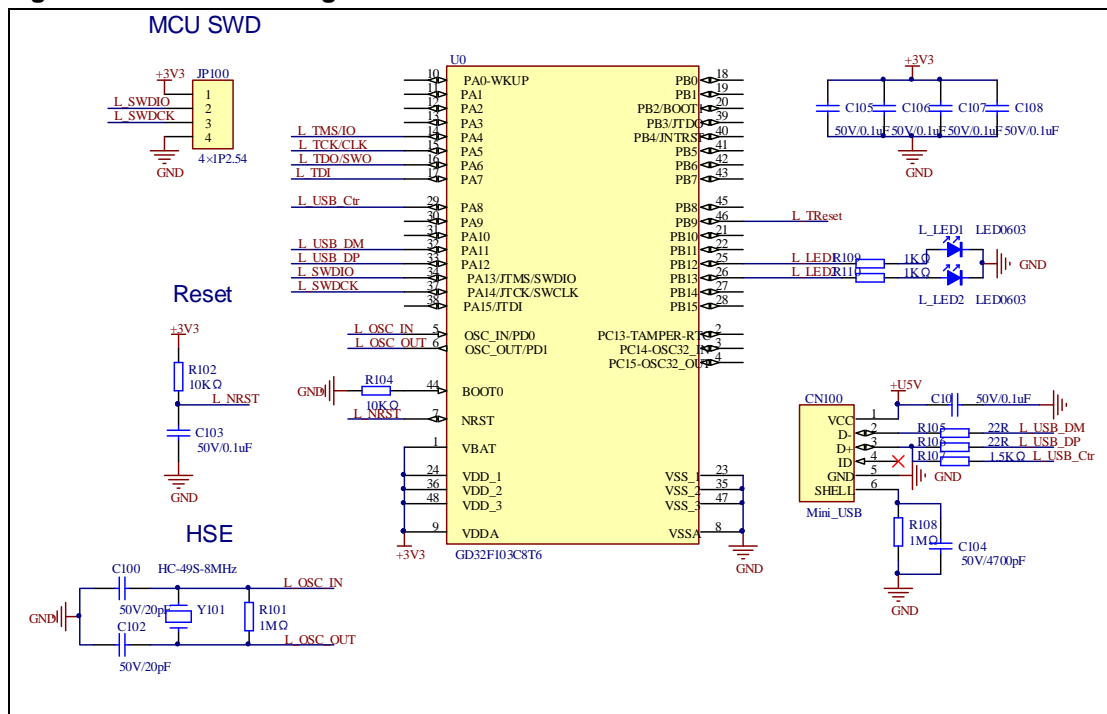 MCU SWD
+3V3
JP100
L_SWDIO
L_SWDCK
1
2
3
4
GND
4×1P2.54
Reset
+3V3
R102
10KΩ
L_NRST
C103
50V/0.1uF
GND
HSE
C100
HC-49S-8MHz
L_OSC_IN
50V/20pF
GND
Y101
R101
1MΩ
C102
L_OSC_OUT
50V/20pF
U0
10 PA0-WKUP
11 PA1
12 PA2
13 PA3
L_TMS/IO 14 PA4
L_TCK/CLK 15 PA5
L_TDO/SWO 16 PA6
L_TDI 17 PA7
L_USB_Ctr 29 PA8
30 PA9
31 PA10
L_USB_DM 32 PA11
L_USB_DP 33 PA12
L_SWDIO 34 PA13/JTMS/SWDIO
L_SWDCK 37 PA14/JTCK/SWCLK
38 PA15/JTDI
L_OSC_IN 5 OSC_IN/PD0
L_OSC_OUT 6 OSC_OUT/PD1
GND R104 10KΩ 44 BOOT0
L_NRST 7 NRST
1 VBAT
24 VDD_1
36 VDD_2
48 VDD_3
9 VDDA
+3V3
PB0 18
PB1 19
PB2/BOOT1 20
PB3/JTDO 39
PB4/JNTRST 40
PB5 41
PB6 42
PB7 43
PB8 45
PB9 46 L_TReset
PB10 21
PB11 22
PB12 25 L_LED1 R109 1KΩ
PB13 26 L_LED2 R110 1KΩ
PB14 27
PB15 28
PC13-TAMPER-RTC 2
PC14-OSC32_IN 3
PC15-OSC32_OUT 4
VSS_1 23
VSS_2 35
VSS_3 47
VSSA 8
GND
GD32F103C8T6
+3V3
C105 C106 C107 C108
50V/0.1uF 50V/0.1uF 50V/0.1uF 50V/0.1uF
GND
L_LED1 LED0603
GND
L_LED2 LED0603
+U5V
CN100
C10 50V/0.1uF
VCC 1
D- 2 R105 22R L_USB_DM
D+ 3 R106 22R L_USB_DP
ID 4 R107 1.5KΩ L_USB_Ctr
GND 5 GND
SHELL 6
Mini_USB
R108
1MΩ
C104
50V/4700pF
GND